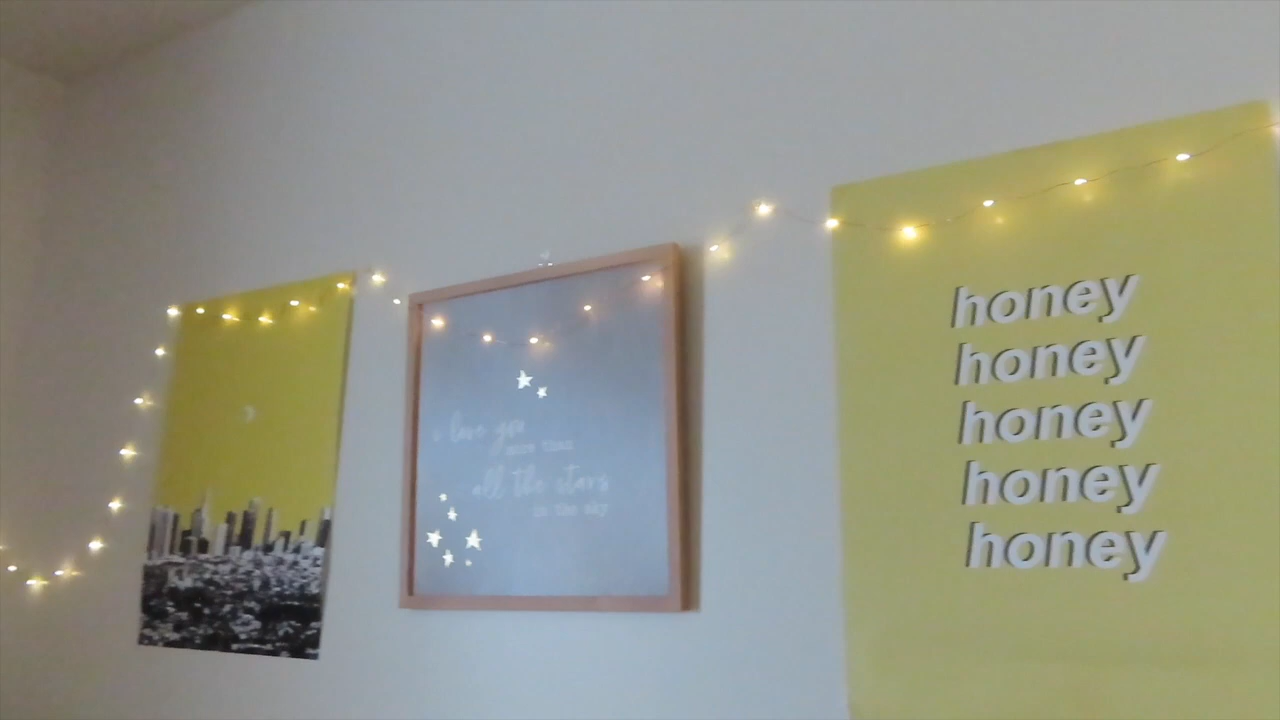 i love you
more than
all the stars
in the sky
honey
honey
honey
honey
honey